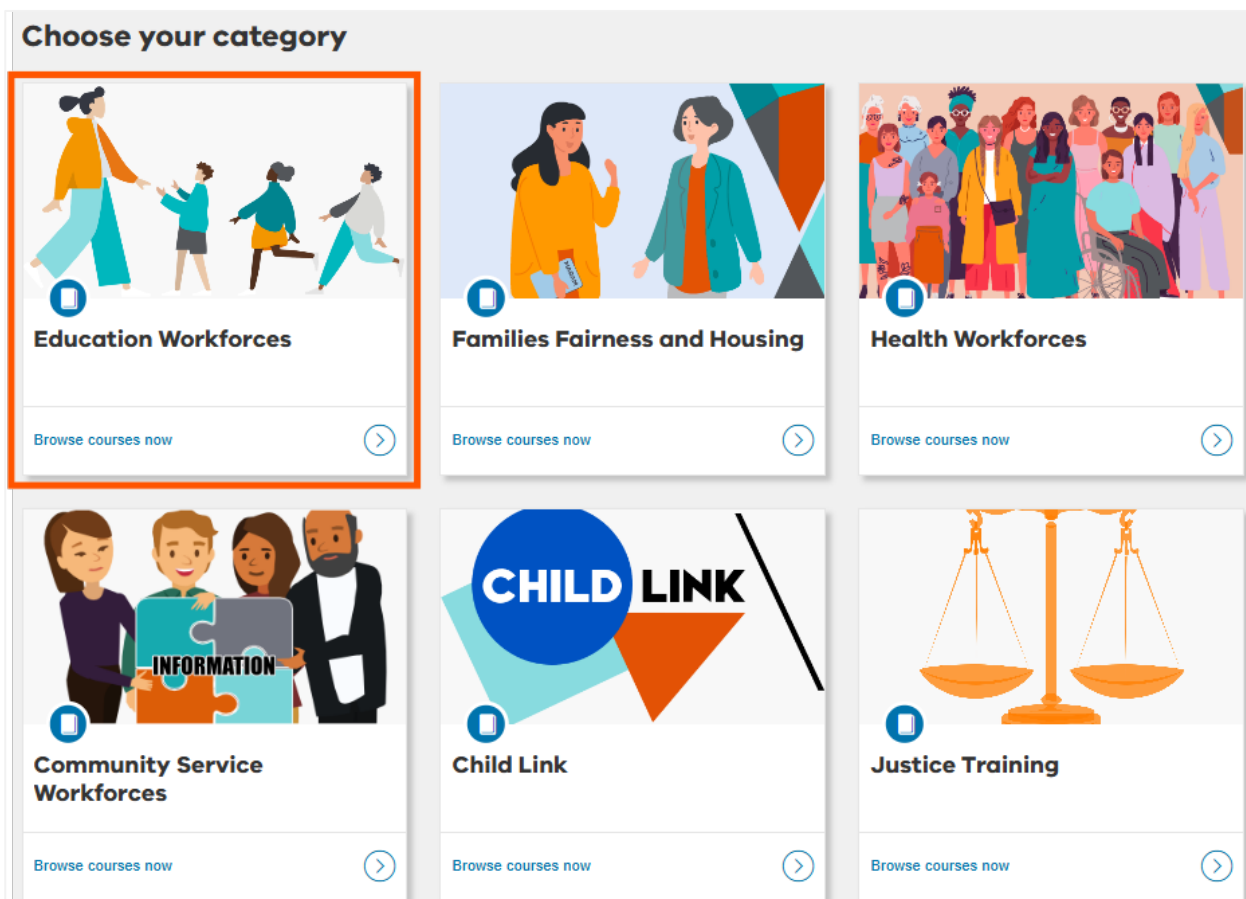 Choose your category
Education Workforces
Browse courses now
Families Fairness and Housing
Browse courses now
Health Workforces
Browse courses now
INFORMATION
Community Service
Workforces
Browse courses now
CHILD LINK
Child Link
Browse courses now
Justice Training
Browse courses now